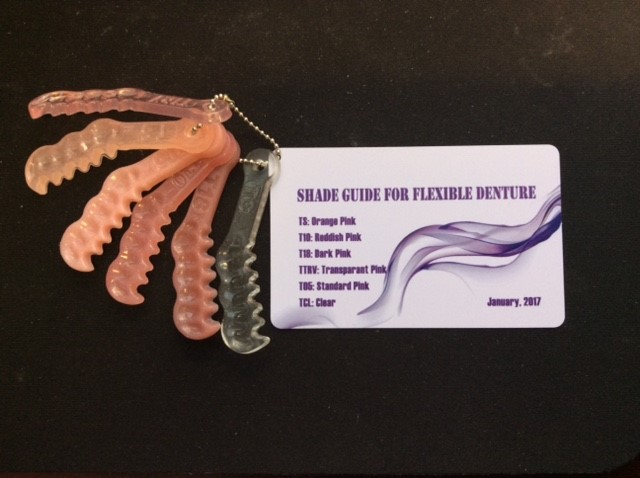 SHADE GUIDE FOR FLEXIBLE DENTURE
TS: Orange Pink
T10: Reddish Pink
T18: Dark Pink
TTRV: Transparant Pink
T05: Standard Pink
TCL: Clear
January, 2017